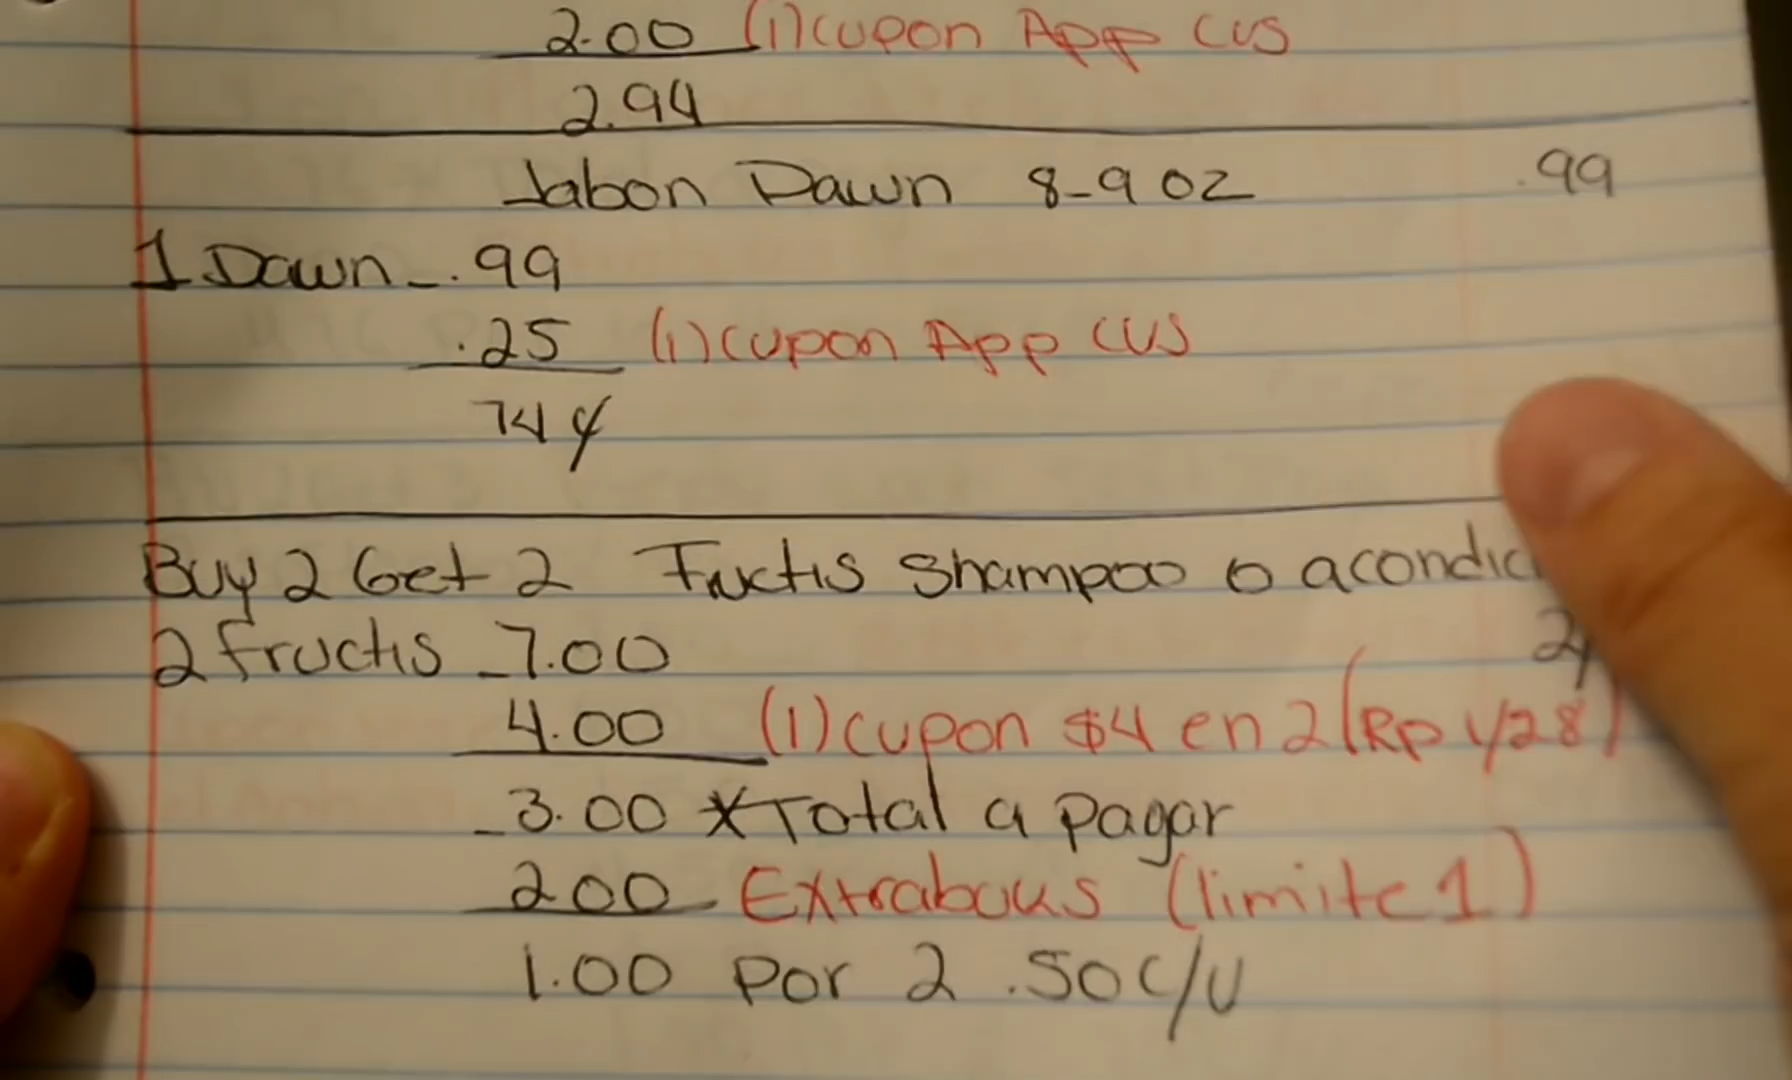 2.00 (1) cupon App CVS
2.94
Jabon Dawn 8-9 oz .99
1 Dawn - .99
.25 (1) cupon App CVS
74¢
Buy 2 Get 2 Fructis Shampoo o acondic
2 fructis - 7.00 2/
4.00 (1) cupon $4 en 2 (RP 1/28)
- 3.00 *Total a pagar
2.00 Extrabucks (limite 1)
1.00 por 2 .50 c/u